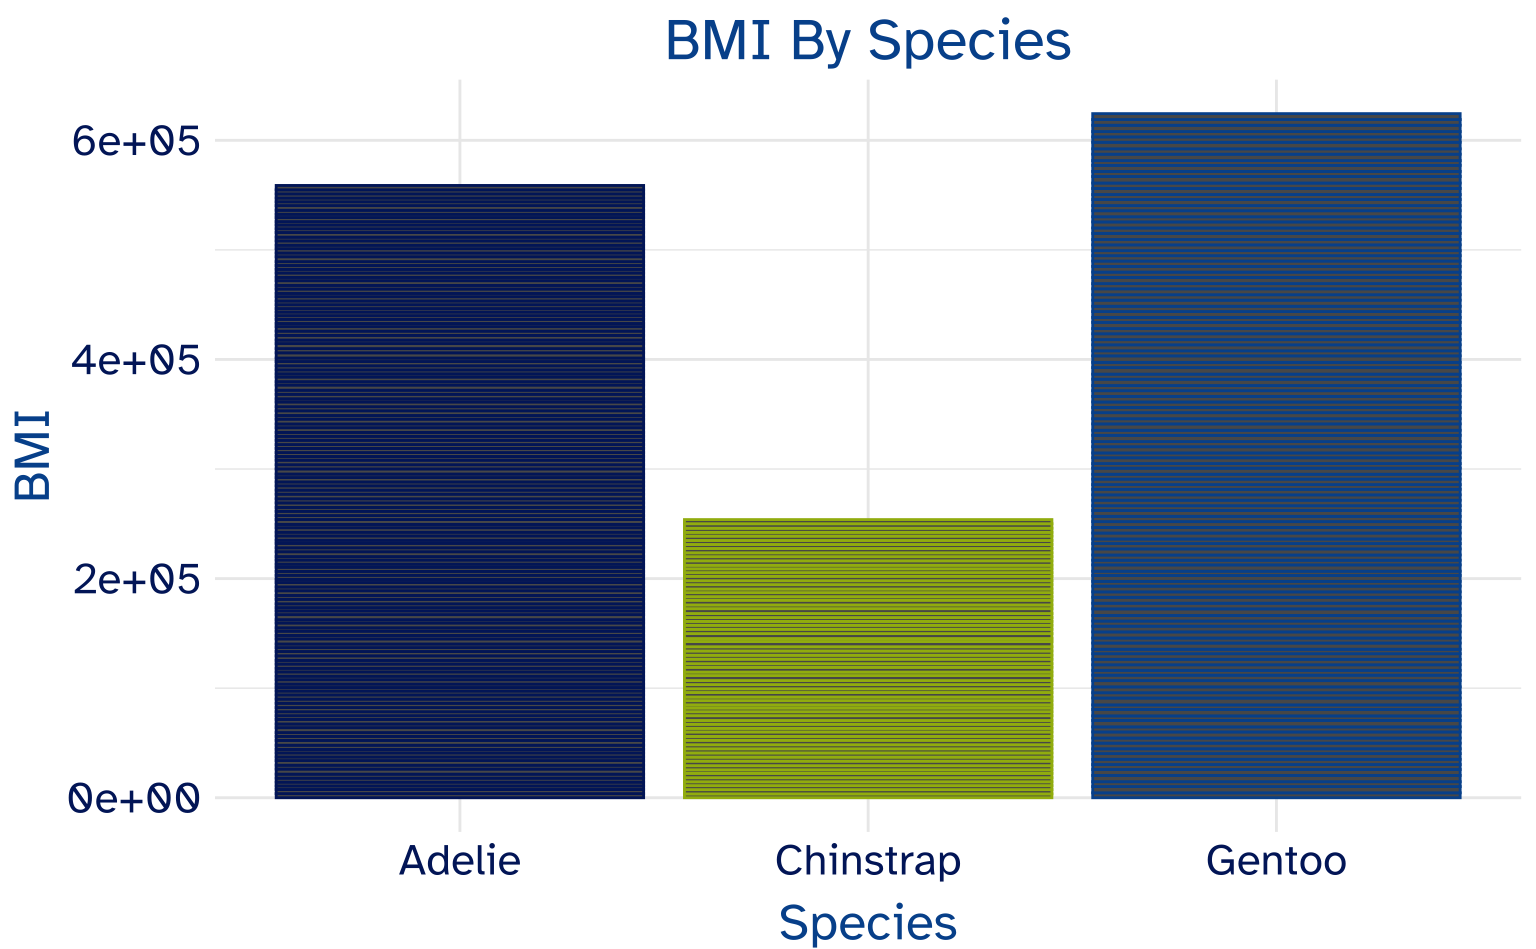 BMI By Species
6e+05
4e+05
2e+05
0e+00
BMI
Adelie
Chinstrap
Gentoo
Species